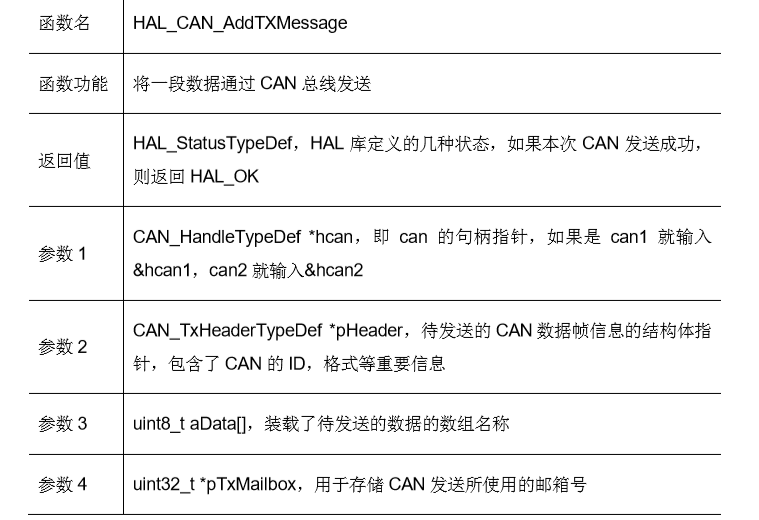 函数名 HAL_CAN_AddTXMessage
函数功能 将一段数据通过 CAN 总线发送
返回值 HAL_StatusTypeDef，HAL 库定义的几种状态，如果本次 CAN 发送成功，
则返回 HAL_OK
参数 1 CAN_HandleTypeDef *hcan，即 can 的句柄指针，如果是 can1 就输入
&hcan1，can2 就输入&hcan2
参数 2 CAN_TxHeaderTypeDef *pHeader，待发送的 CAN 数据帧信息的结构体指
针，包含了 CAN 的 ID，格式等重要信息
参数 3 uint8_t aData[]，装载了待发送的数据的数组名称
参数 4 uint32_t *pTxMailbox，用于存储 CAN 发送所使用的邮箱号